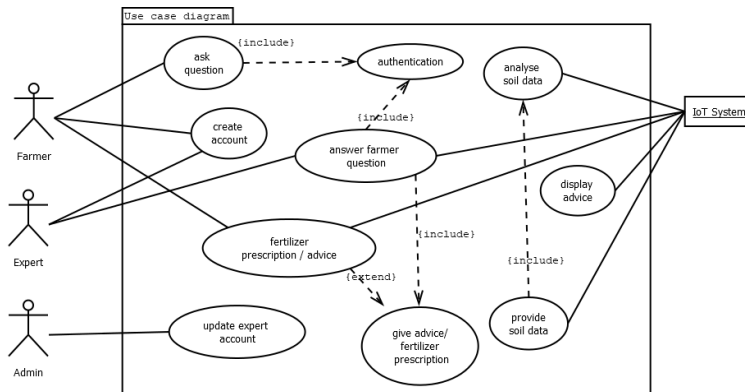 Use case diagram
ask
question
{include}
authentication
analyse
soil data
Farmer
create
account
{include}
IoT System
answer farmer
question
display
advice
Expert
fertilizer
prescription / advice
{include}
{include}
{extend}
Admin
update expert
account
give advice/
fertilizer
prescription
provide
soil data